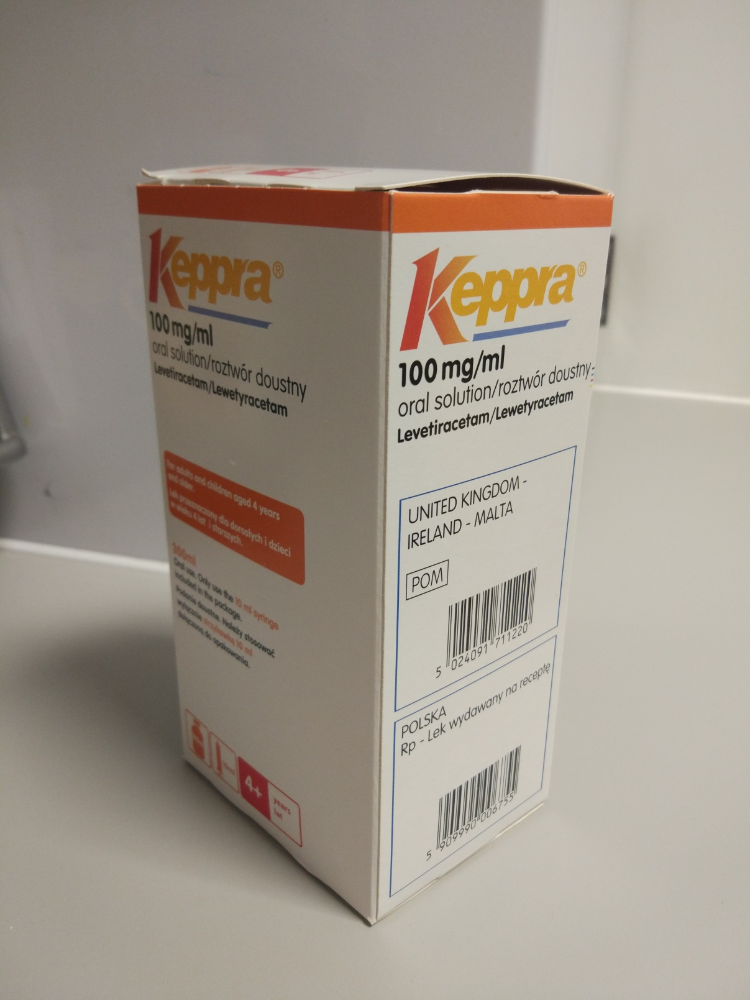 Keppra®
100 mg/ml
oral solution/roztwór doustny
Levetiracetam/Lewetyracetam
For adults and children aged 4 years
and older.
Lek przeznaczony dla dorosłych i dzieci
w wieku 4 lat i starszych.
300ml
Oral use. Only use the 10 ml syringe
included in the package.
Podanie doustne. Należy stosować
wyłącznie strzykawkę 10 ml
dołączoną do opakowania.
4+
years
lat
Keppra®
100 mg/ml
oral solution/roztwór doustny
Levetiracetam/Lewetyracetam
UNITED KINGDOM -
IRELAND - MALTA
POM
5 024091 711220
POLSKA
Rp - Lek wydawany na receptę
5 909990 006755